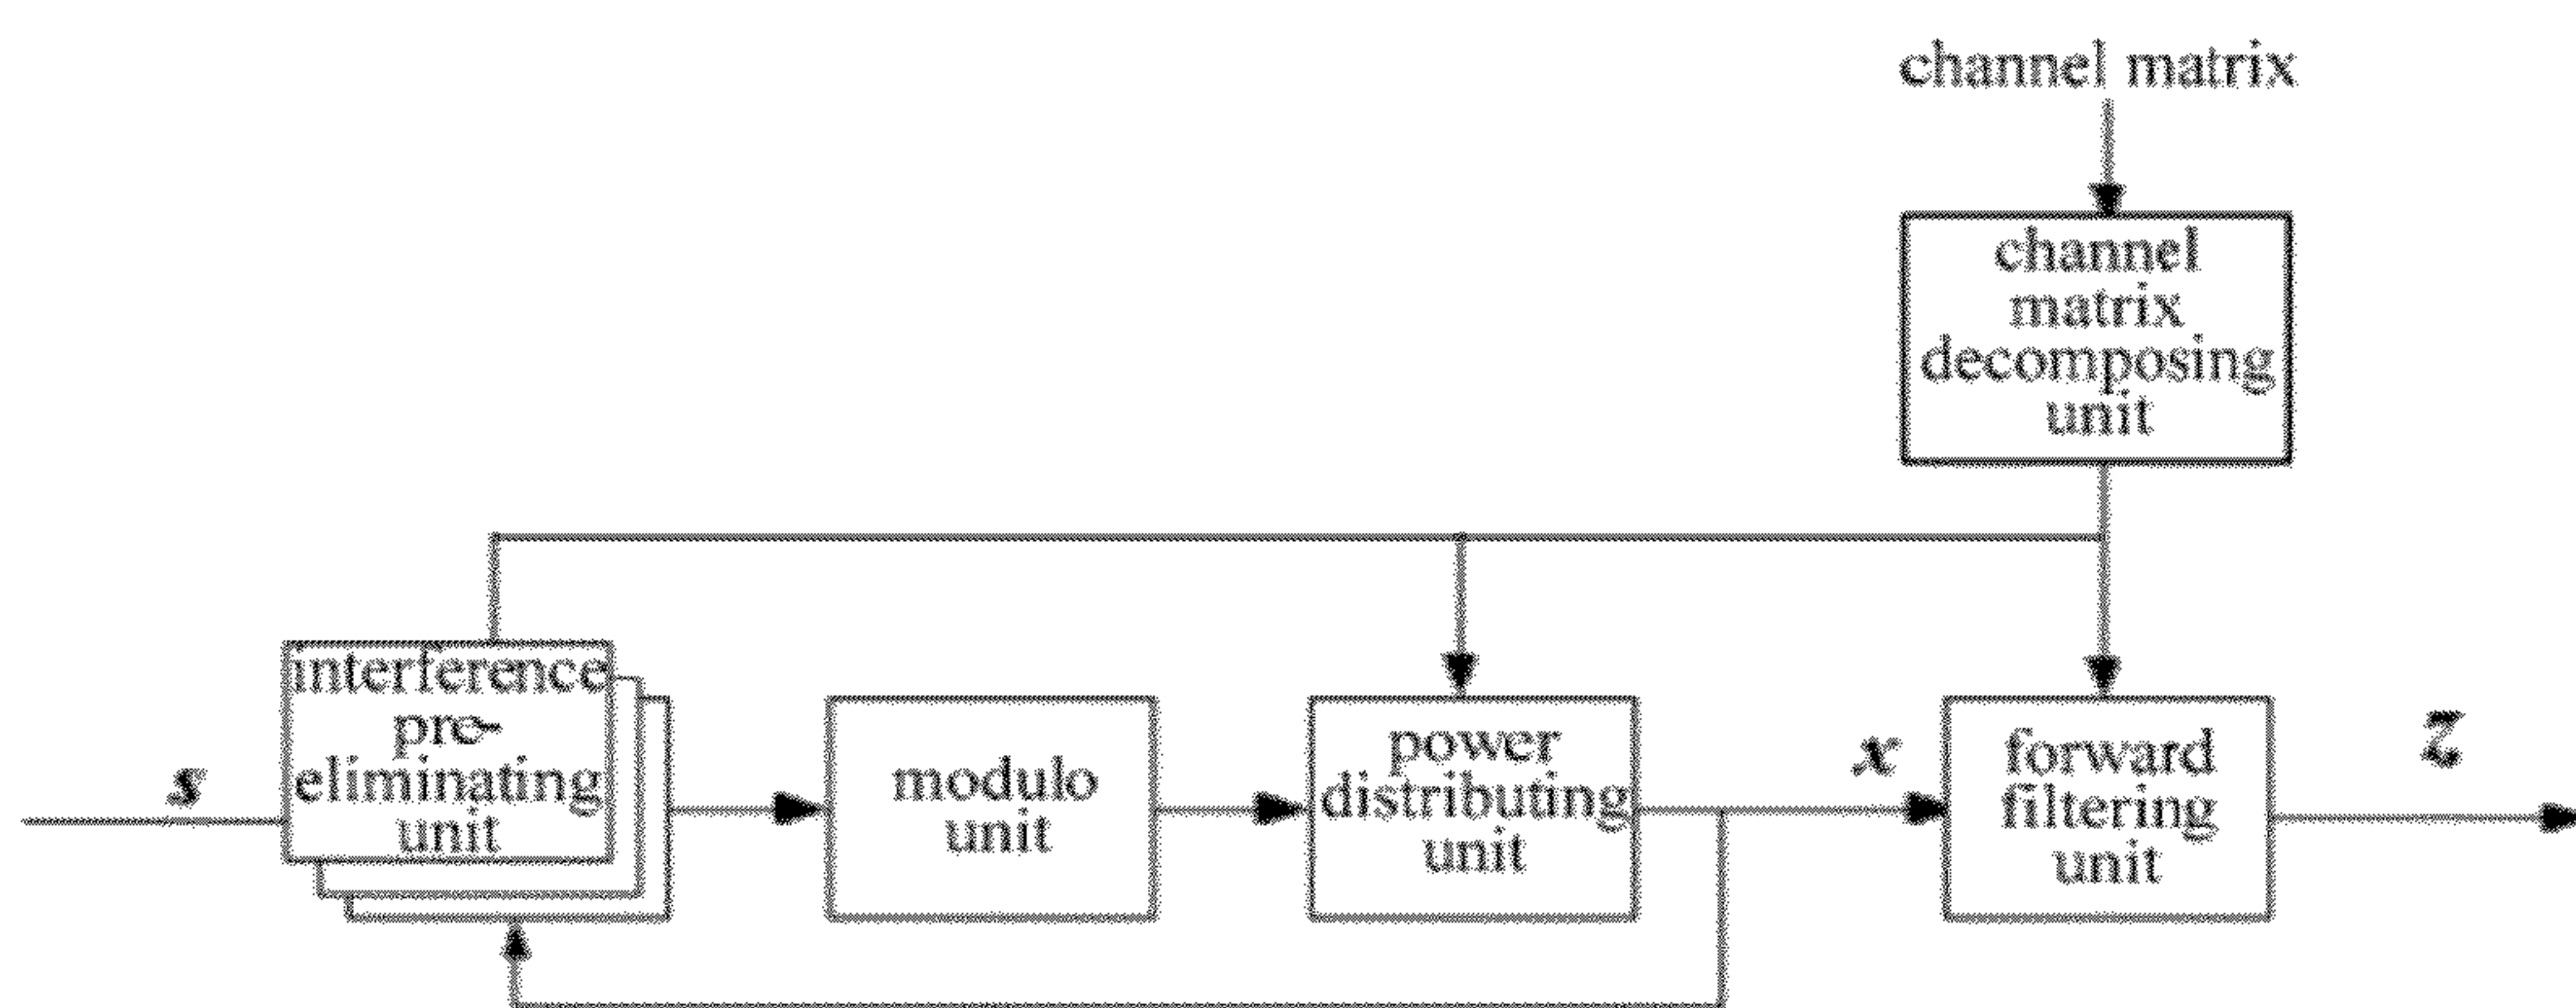 channel matrix
channel
matrix
decomposing
unit
s
interference
pre-
eliminating
unit
modulo
unit
power
distributing
unit
x
forward
filtering
unit
z